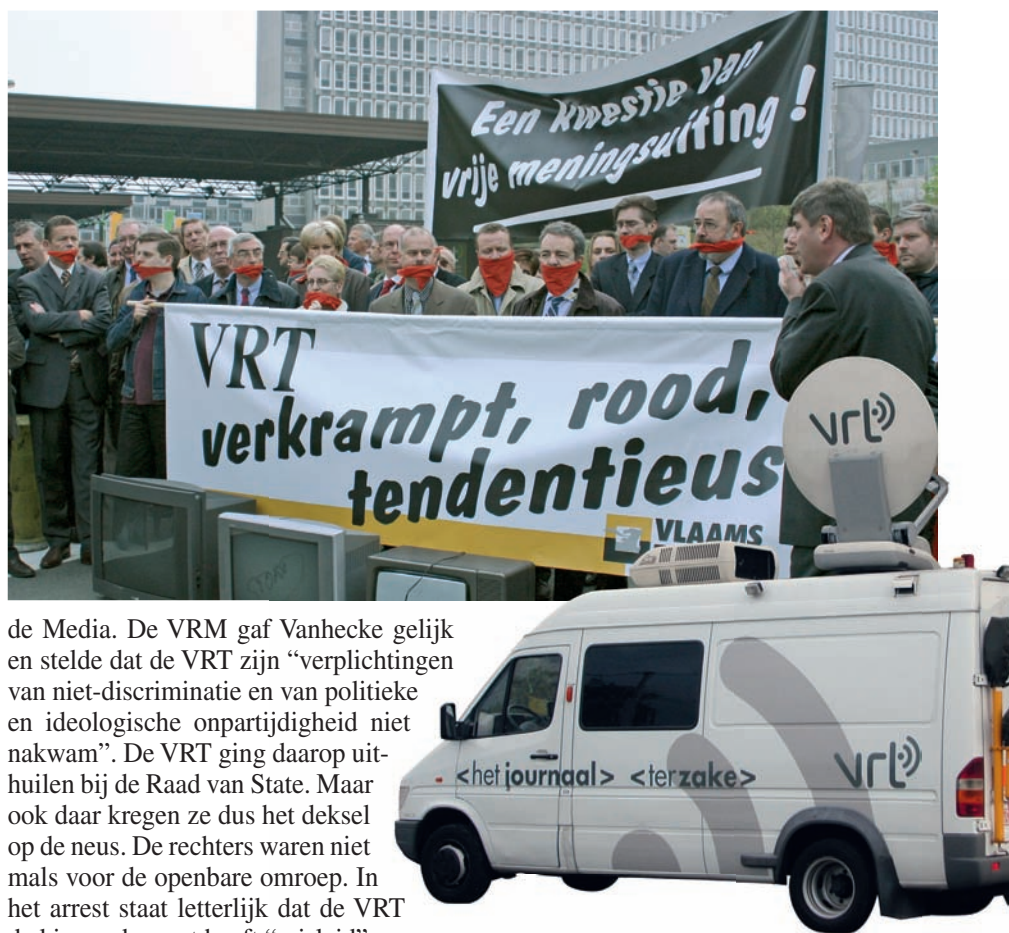 Een kwestie van
vrije meningsuiting!
VRT
verkrampt, rood,
tendentieus
VLAAMS
vrt
<het journaal> <ter zake>
vrt
de Media. De VRM gaf Vanhecke gelijk
en stelde dat de VRT zijn “verplichtingen
van niet-discriminatie en van politieke
en ideologische onpartijdigheid niet
nakwam”. De VRT ging daarop uit-
huilen bij de Raad van State. Maar
ook daar kregen ze dus het deksel
op de neus. De rechters waren niet
mals voor de openbare omroep. In
het arrest staat letterlijk dat de VRT